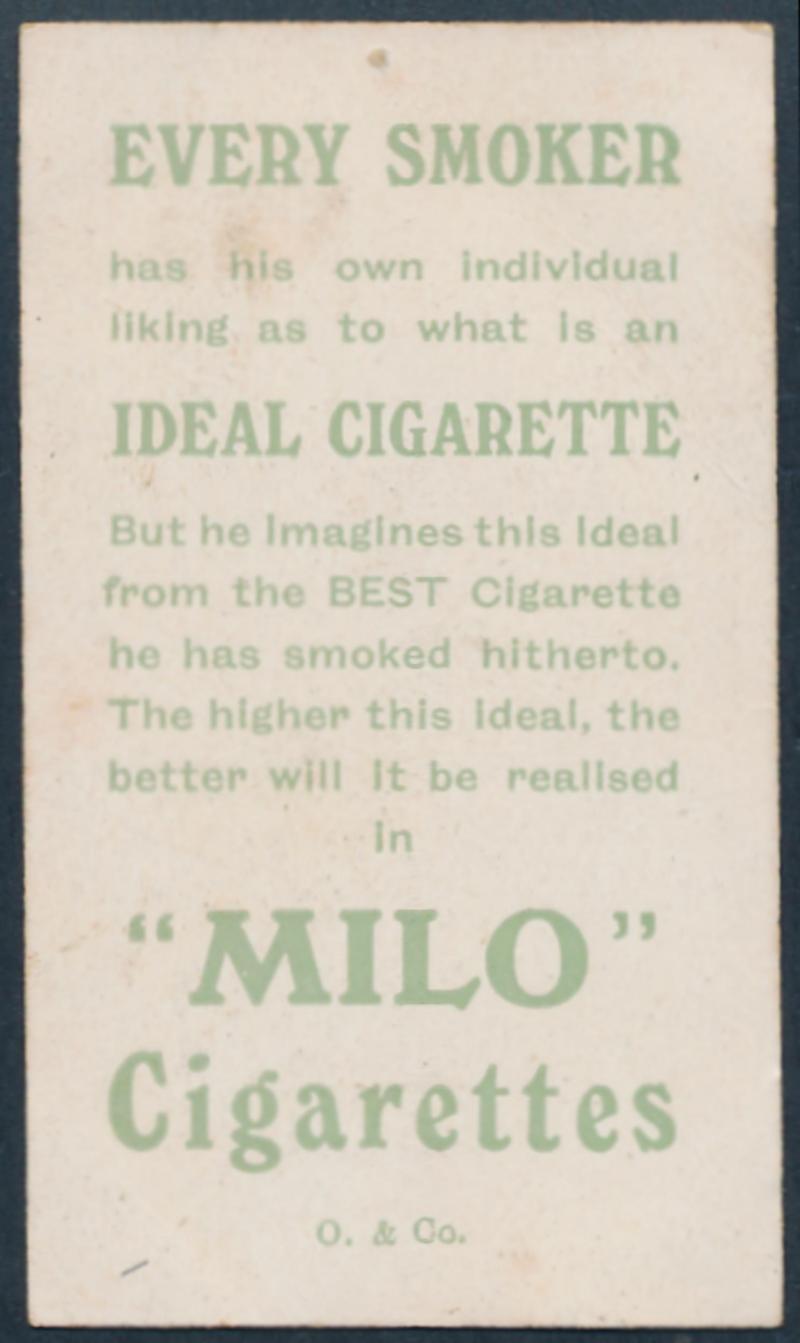 EVERY SMOKER
has his own individual
liking as to what is an
IDEAL CIGARETTE
But he imagines this ideal
from the BEST Cigarette
he has smoked hitherto.
The higher this ideal, the
better will it be realised
in
"MILO"
Cigarettes
O. & Co.